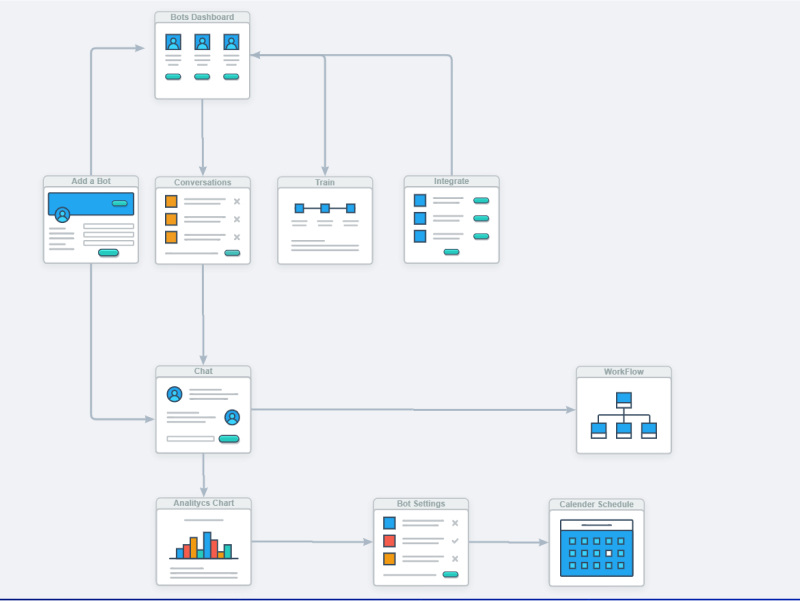 Bots Dashboard
Add a Bot
Conversations
Train
Integrate
Chat
WorkFlow
Analitycs Chart
Bot Settings
Calender Schedule